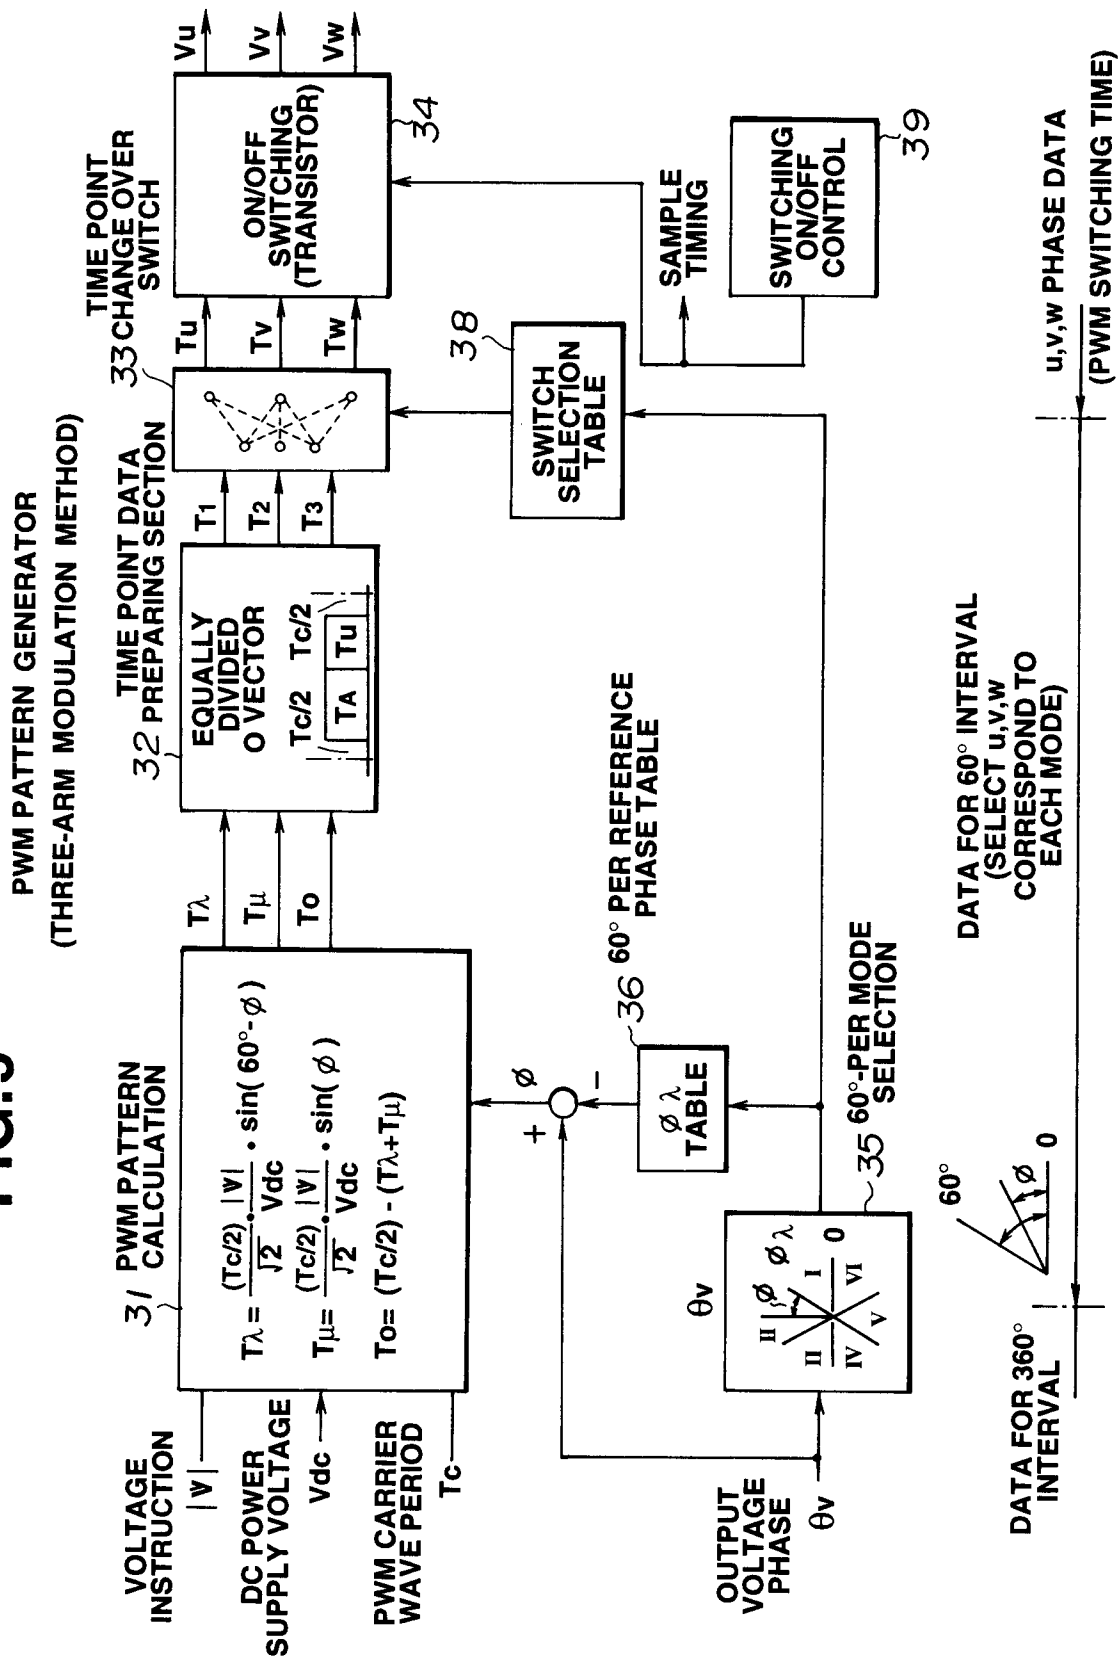 PWM PATTERN GENERATOR
(THREE-ARM MODULATION METHOD)
VOLTAGE
INSTRUCTION
|V|
DC POWER
SUPPLY VOLTAGE
Vdc
PWM CARRIER
WAVE PERIOD
Tc
31 PWM PATTERN
CALCULATION
Tλ = (Tc/2)/√2 · |V|/Vdc · sin(60°-φ)
Tμ = (Tc/2)/√2 · |V|/Vdc · sin(φ)
To= (Tc/2) - (Tλ+Tμ)
Tλ
Tμ
To
TIME POINT DATA
32 PREPARING SECTION
EQUALLY
DIVIDED
O VECTOR
Tc/2 Tc/2
TA Tu
T1
T2
T3
TIME POINT
33 CHANGE OVER
SWITCH
Tu
Tv
Tw
ON/OFF
SWITCHING
(TRANSISTOR)
34
Vu
Vv
Vw
OUTPUT
VOLTAGE
PHASE
θv
θv
II φ φλ
II I 0
IV V VI
35 60°-PER MODE
SELECTION
+
φ
−
36 60° PER REFERENCE
PHASE TABLE
φλ
TABLE
38
SWITCH
SELECTION
TABLE
SAMPLE
TIMING
SWITCHING
ON/OFF
CONTROL
39
DATA FOR 360°
INTERVAL
60°
φ
0
DATA FOR 60° INTERVAL
(SELECT u,v,w
CORRESPOND TO
EACH MODE)
u,v,w PHASE DATA
(PWM SWITCHING TIME)